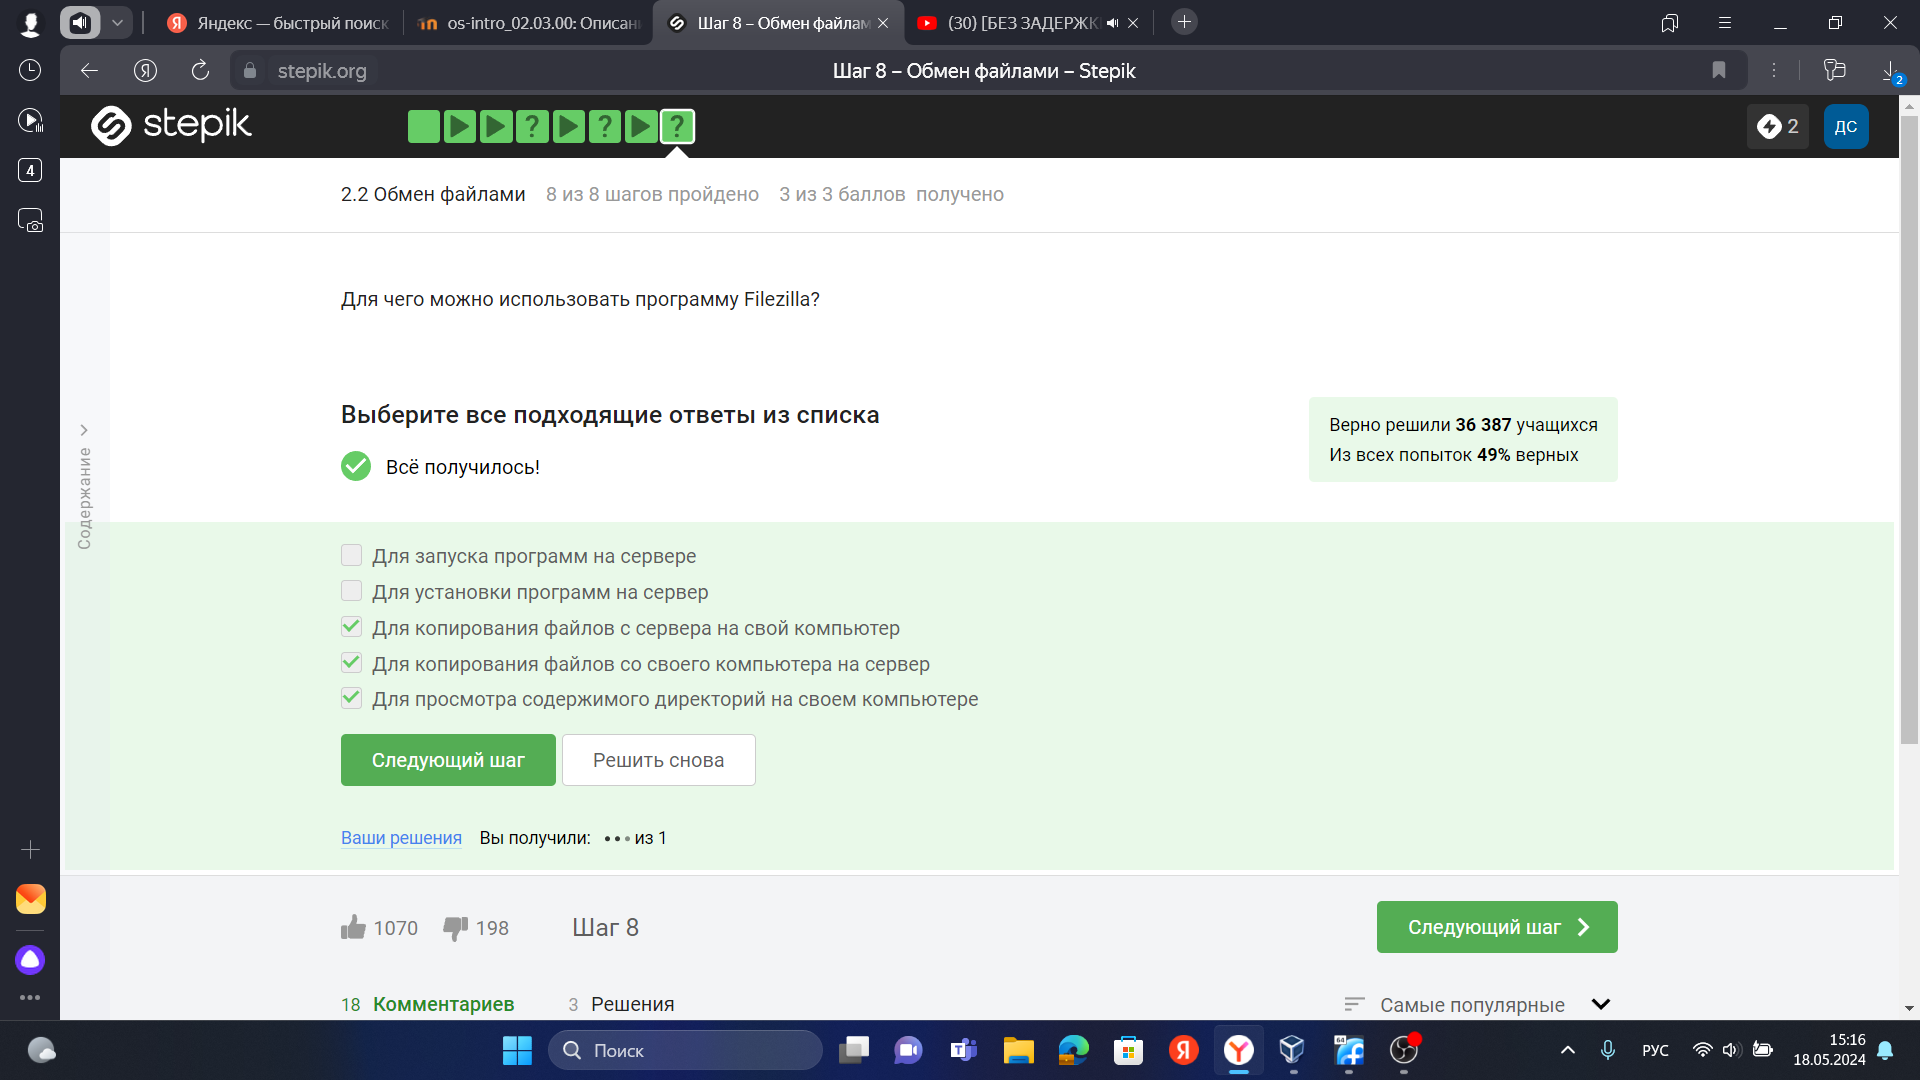 Яндекс — быстрый поиск
os-intro_02.03.00: Описан
Шаг 8 – Обмен файлам
(30) [БЕЗ ЗАДЕРЖК
stepik.org
Шаг 8 – Обмен файлами – Stepik
2
4
stepik
? ? ?
2
ДС
2.2 Обмен файлами 8 из 8 шагов пройдено 3 из 3 баллов получено
Для чего можно использовать программу Filezilla?
Содержание
Выберите все подходящие ответы из списка
Всё получилось!
Верно решили 36 387 учащихся
Из всех попыток 49% верных
Для запуска программ на сервере
Для установки программ на сервер
Для копирования файлов с сервера на свой компьютер
Для копирования файлов со своего компьютера на сервер
Для просмотра содержимого директорий на своем компьютере
Следующий шаг
Решить снова
Ваши решения Вы получили: ••• из 1
1070 198 Шаг 8
Следующий шаг
18 Комментариев 3 Решения
Самые популярные
Поиск
64
РУС
15:16
18.05.2024